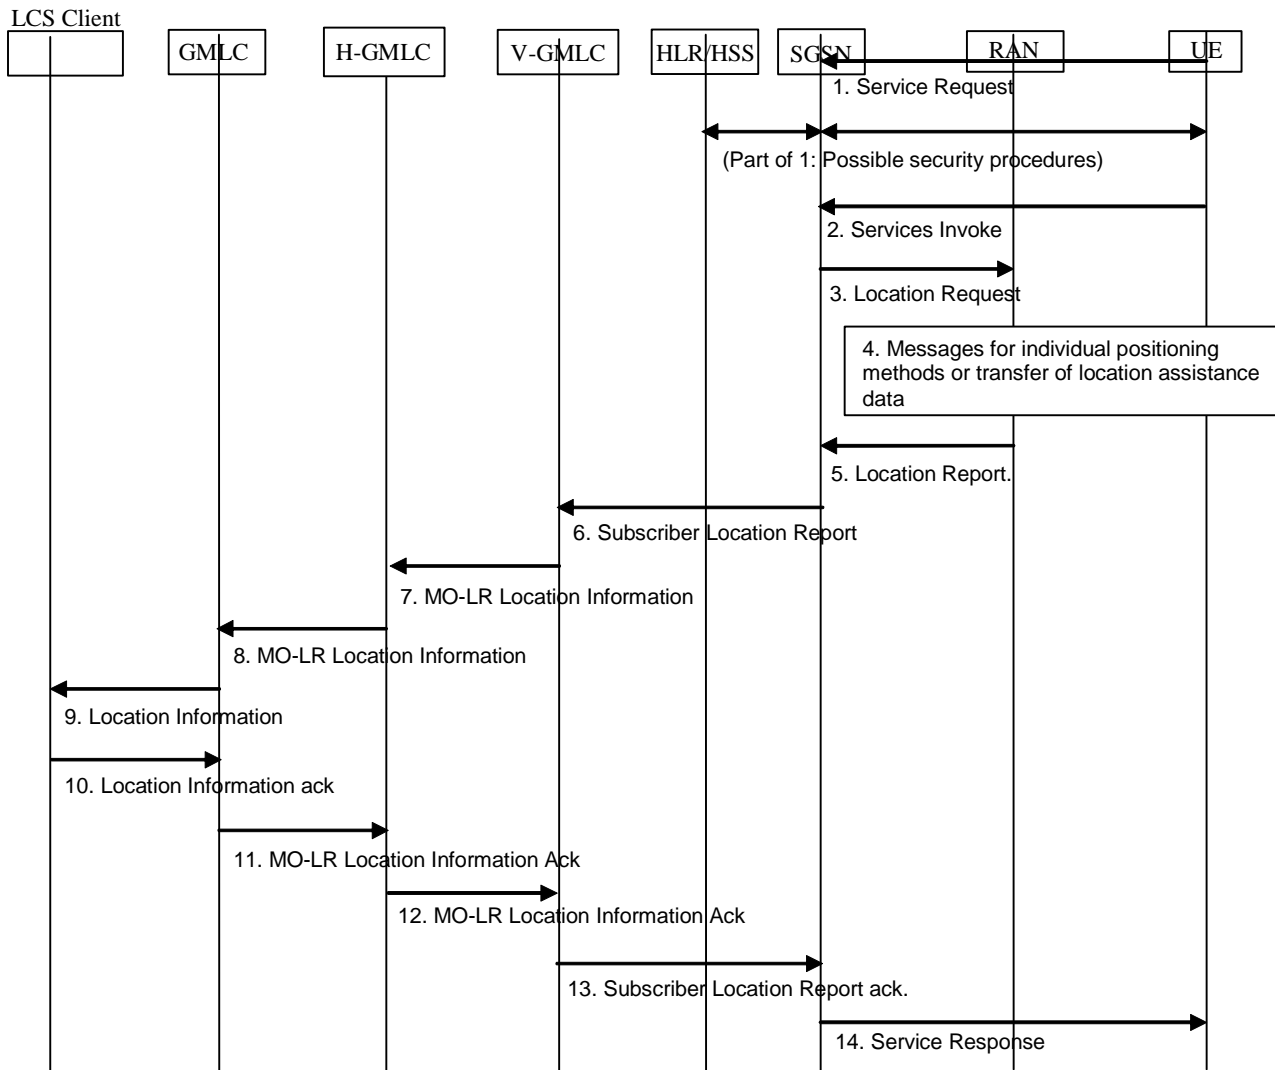 LCS Client
GMLC
H-GMLC
V-GMLC
HLR/HSS
SGSN
RAN
UE
1. Service Request
(Part of 1: Possible security procedures)
2. Services Invoke
3. Location Request
4. Messages for individual positioning
methods or transfer of location assistance
data
5. Location Report.
6. Subscriber Location Report
7. MO-LR Location Information
8. MO-LR Location Information
9. Location Information
10. Location Information ack
11. MO-LR Location Information Ack
12. MO-LR Location Information Ack
13. Subscriber Location Report ack.
14. Service Response